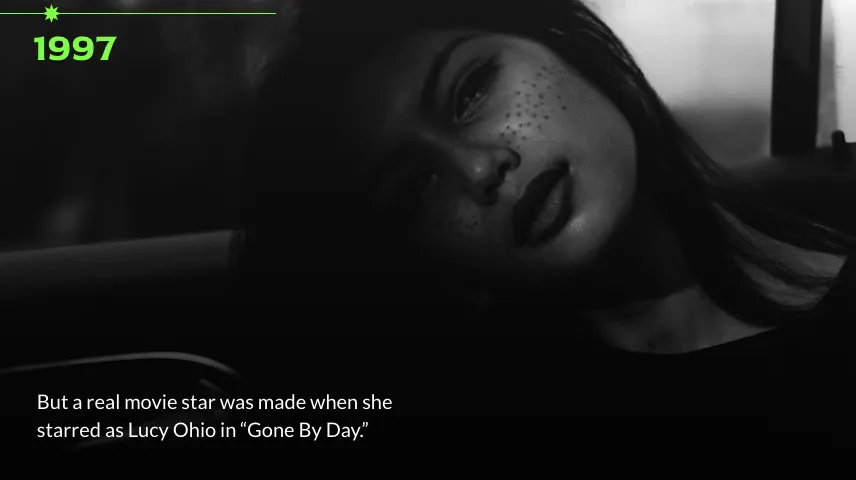 1997
But a real movie star was made when she
starred as Lucy Ohio in “Gone By Day.”